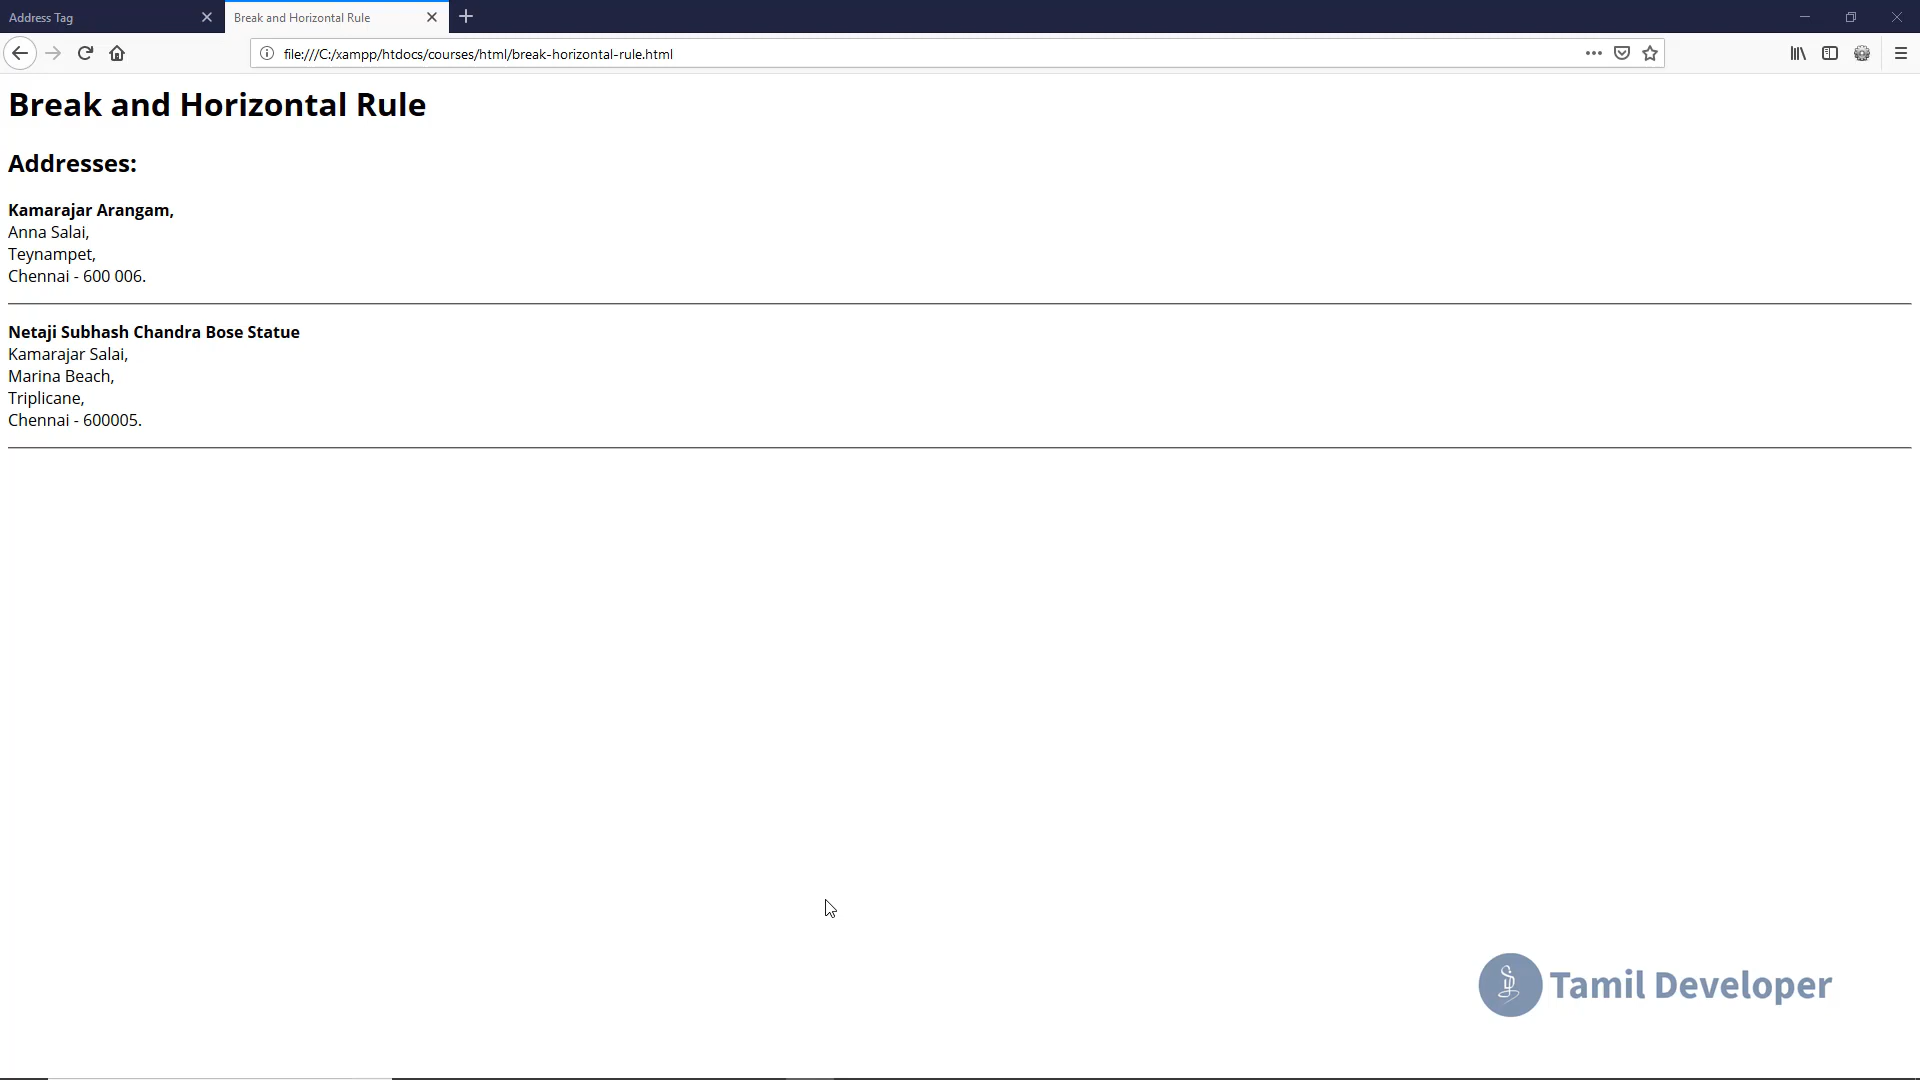 Address Tag
Break and Horizontal Rule
file:///C:/xampp/htdocs/courses/html/break-horizontal-rule.html
Break and Horizontal Rule
Addresses:
Kamarajar Arangam,
Anna Salai,
Teynampet,
Chennai - 600 006.
Netaji Subhash Chandra Bose Statue
Kamarajar Salai,
Marina Beach,
Triplicane,
Chennai - 600005.
Tamil Developer